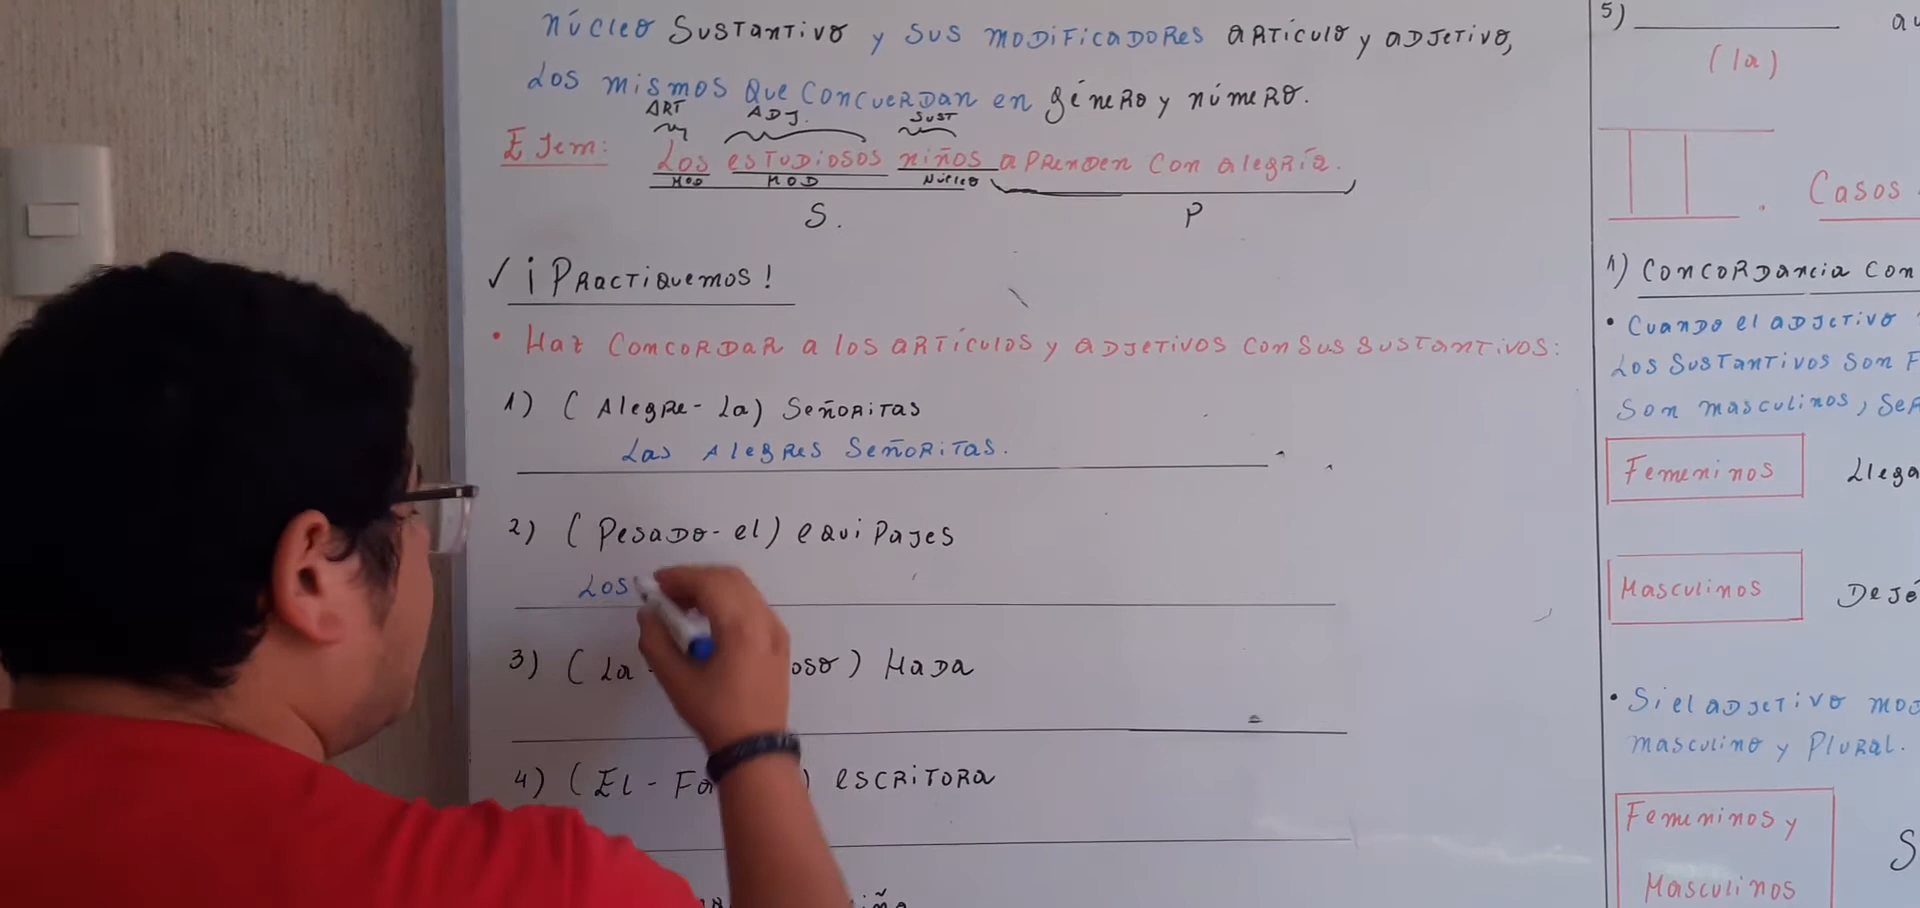 núcleo Sustantivo y sus modificadores artículo y adjetivo,
Los mismos que concuerdan en género y número.
ART ADJ. SUST
Ejem: Los estudiosos niños aprenden con alegría.
MOD MOD Núcleo
S. P
✓ ¡Practiquemos!
• Haz concordar a los artículos y adjetivos con sus sustantivos:
1) (Alegre - La) Señoritas
Las Alegres Señoritas.
2) (Pesado - el) equipajes
Los
3) (La - oso) Hada
4) (El - Fa ) escritora
5)
(la)
II. Casos
1) Concordancia con
• Cuando el adjetivo
Los sustantivos son F
Son masculinos, ser
Femeninos Llega
Masculinos Dejé
• Si el adjetivo mod
masculino y Plural.
Femeninos y
Masculinos